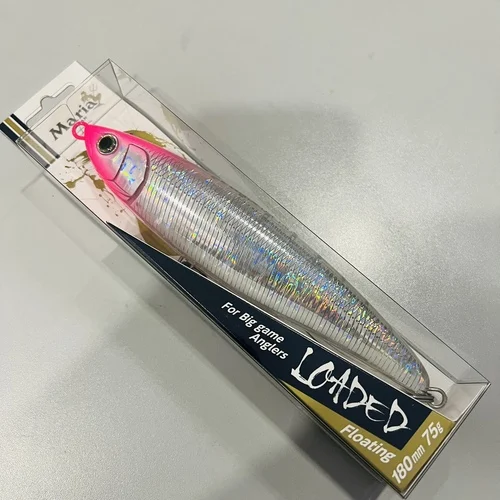 Maria
For Big game
Anglers
LOADED
Floating
180mm 75g